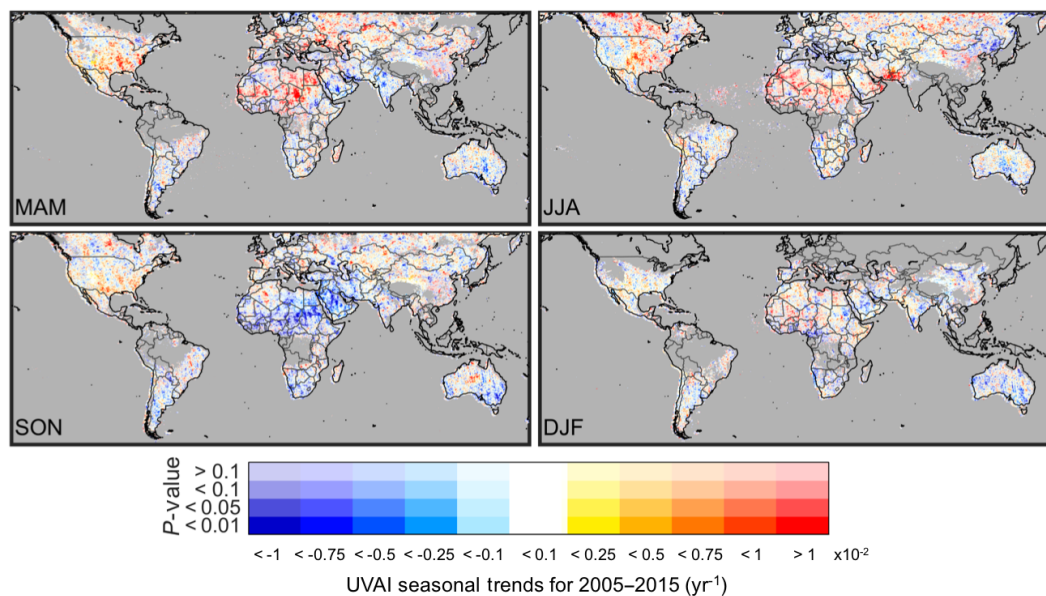 MAM
JJA
SON
DJF
P-value
> 0.1
< 0.1
< 0.05
< 0.01
< -1 < -0.75 < -0.5 < -0.25 < -0.1 < 0.1 < 0.25 < 0.5 < 0.75 < 1 > 1 x10⁻²
UVAI seasonal trends for 2005–2015 (yr⁻¹)